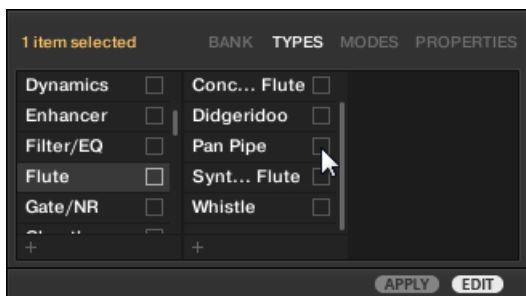 1 item selected BANK TYPES MODES PROPERTIES
Dynamics Conc... Flute
Enhancer Didgeridoo
Filter/EQ Pan Pipe
Flute Synt... Flute
Gate/NR Whistle
+ +
APPLY EDIT